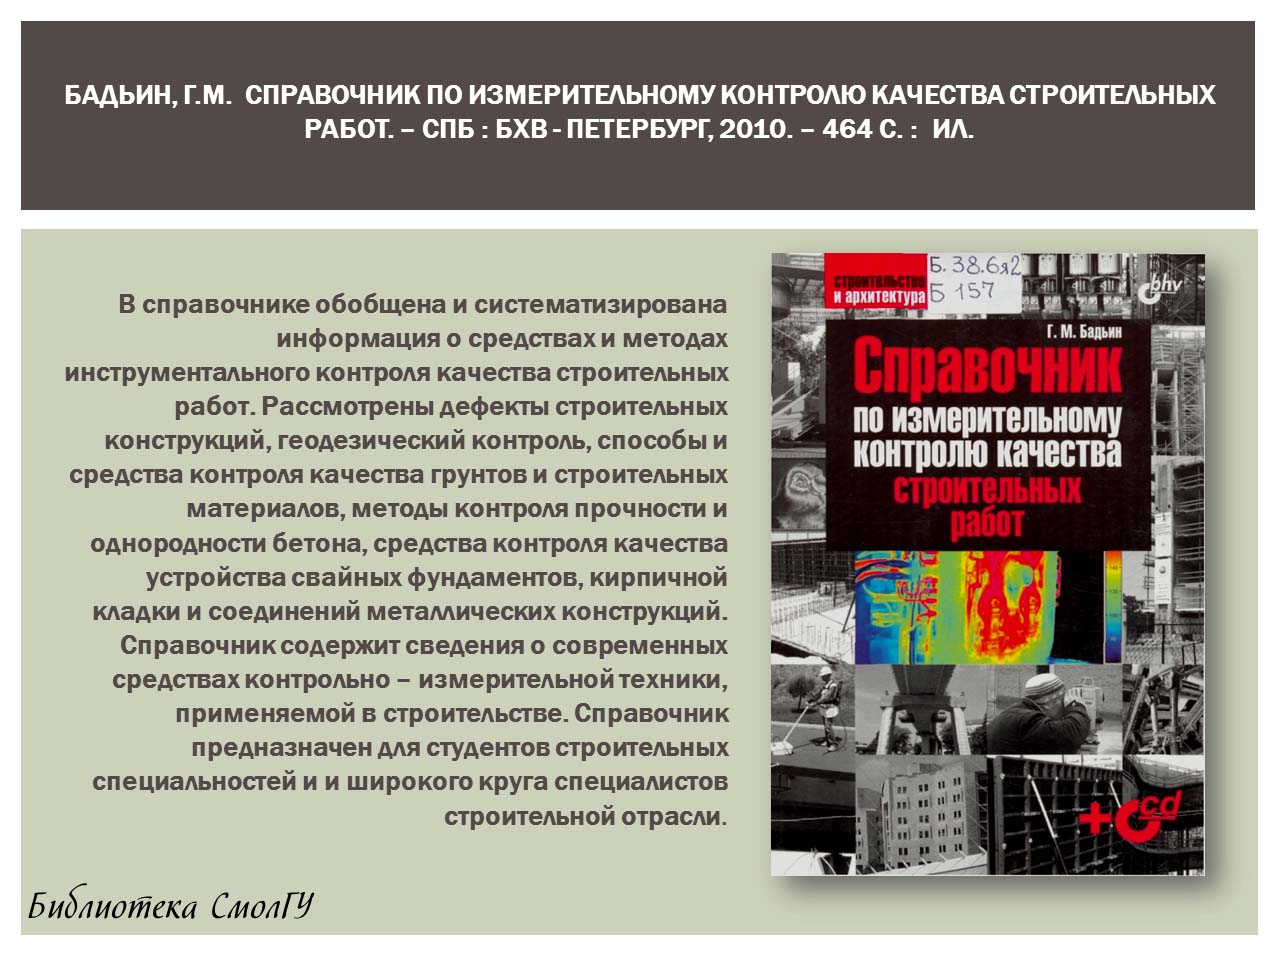 БАДЬИН, Г.М. СПРАВОЧНИК ПО ИЗМЕРИТЕЛЬНОМУ КОНТРОЛЮ КАЧЕСТВА СТРОИТЕЛЬНЫХ
РАБОТ. – СПБ : БХВ - ПЕТЕРБУРГ, 2010. – 464 С. : ИЛ.
В справочнике обобщена и систематизирована
информация о средствах и методах
инструментального контроля качества строительных
работ. Рассмотрены дефекты строительных
конструкций, геодезический контроль, способы и
средства контроля качества грунтов и строительных
материалов, методы контроля прочности и
однородности бетона, средства контроля качества
устройства свайных фундаментов, кирпичной
кладки и соединений металлических конструкций.
Справочник содержит сведения о современных
средствах контрольно – измерительной техники,
применяемой в строительстве. Справочник
предназначен для студентов строительных
специальностей и и широкого круга специалистов
строительной отрасли.
Библиотека СмолГУ
строительство
и архитектура
Б. 38.6я2
Б 157
bhv
Г. М. Бадьин
Справочник
по измерительному
контролю качества
строительных
работ
+cd